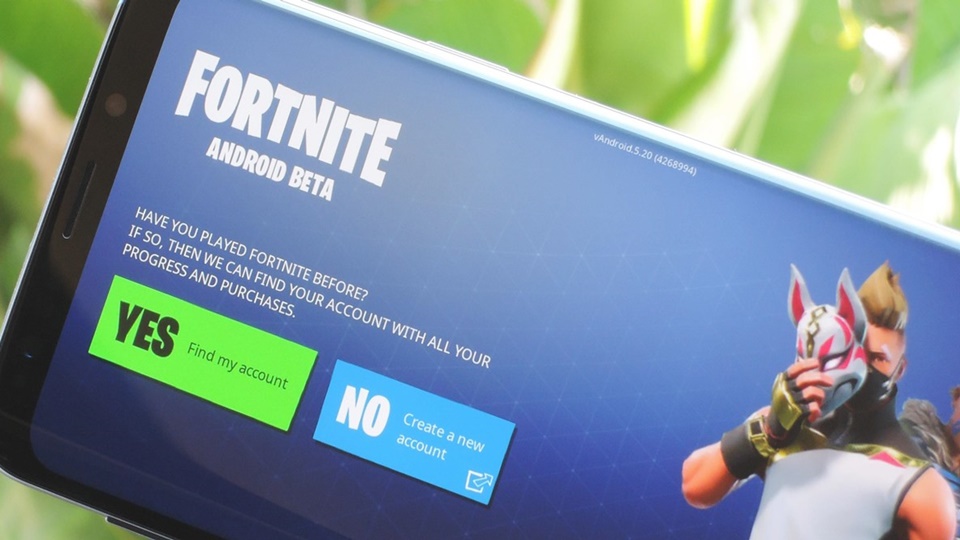 FORTNITE
ANDROID BETA
vAndroid.5.20 (4268994)
HAVE YOU PLAYED FORTNITE BEFORE?
IF SO, THEN WE CAN FIND YOUR ACCOUNT WITH ALL YOUR
PROGRESS AND PURCHASES.
YES Find my account
NO Create a new
account